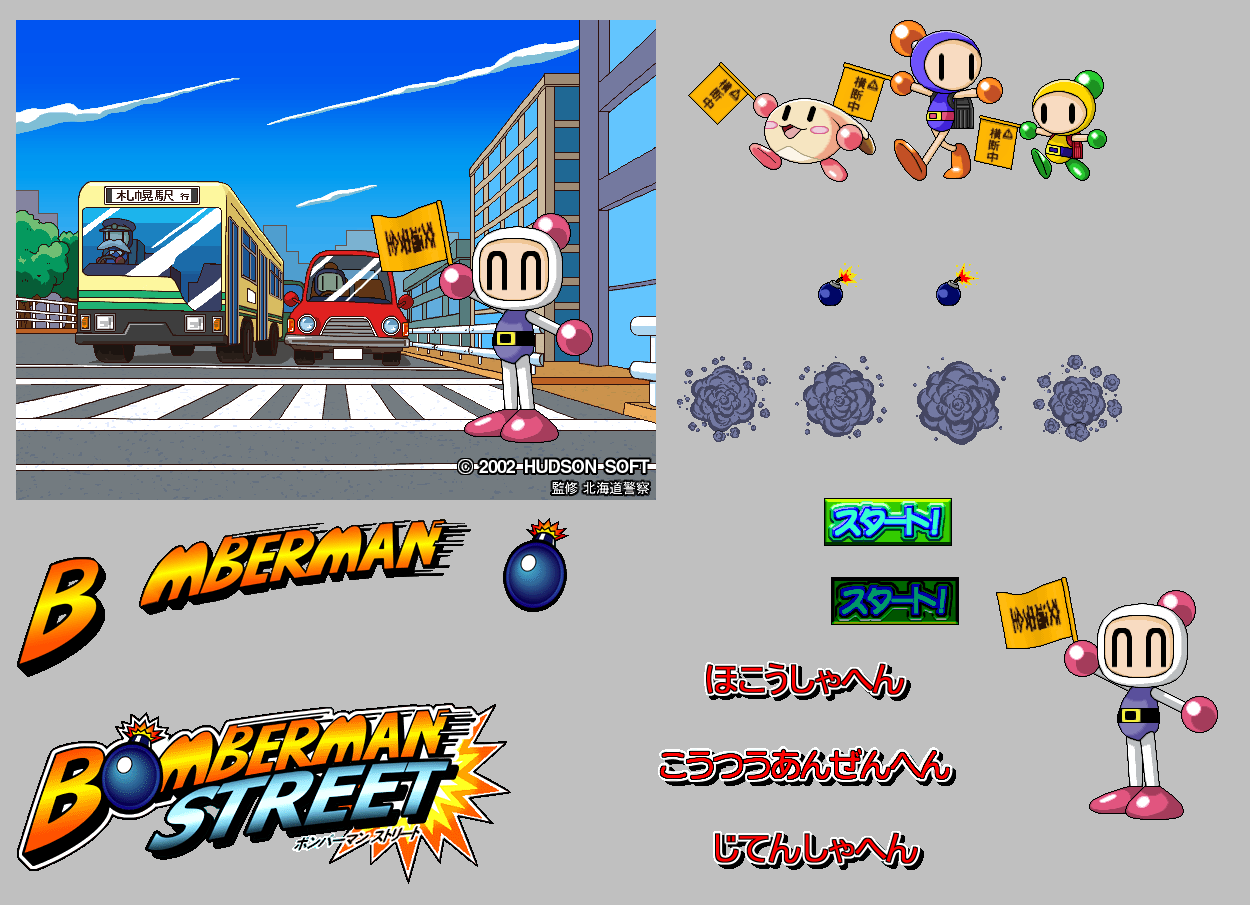 札幌駅 行
© 2002 HUDSON SOFT
監修 北海道警察
横断中
横断中
横断中
スタート!
スタート!
B
MBERMAN
BOMBERMAN
STREET
ボンバーマン ストリート
ほこうしゃへん
こうつうあんぜんへん
じてんしゃへん